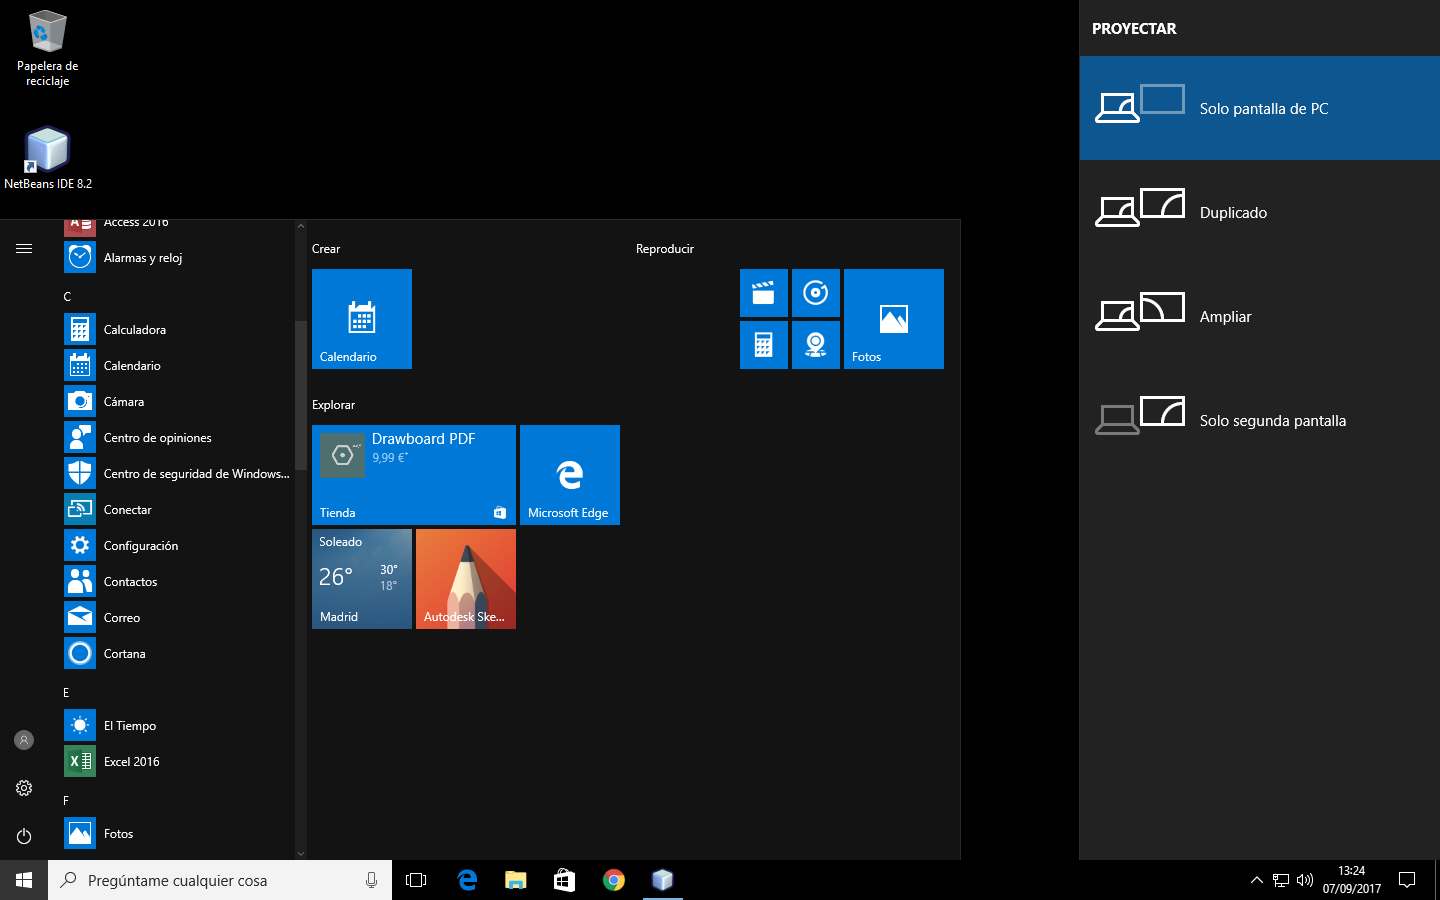 Papelera de
reciclaje
NetBeans IDE 8.2
Access 2016
Alarmas y reloj
C
Calculadora
Calendario
Cámara
Centro de opiniones
Centro de seguridad de Windows...
Conectar
Configuración
Contactos
Correo
Cortana
E
El Tiempo
Excel 2016
F
Fotos
Crear
Calendario
Reproducir
Fotos
Explorar
Drawboard PDF
9,99 €*
Tienda
Microsoft Edge
Soleado
26°
30°
18°
Madrid
Autodesk Ske...
PROYECTAR
Solo pantalla de PC
Duplicado
Ampliar
Solo segunda pantalla
Pregúntame cualquier cosa
13:24
07/09/2017